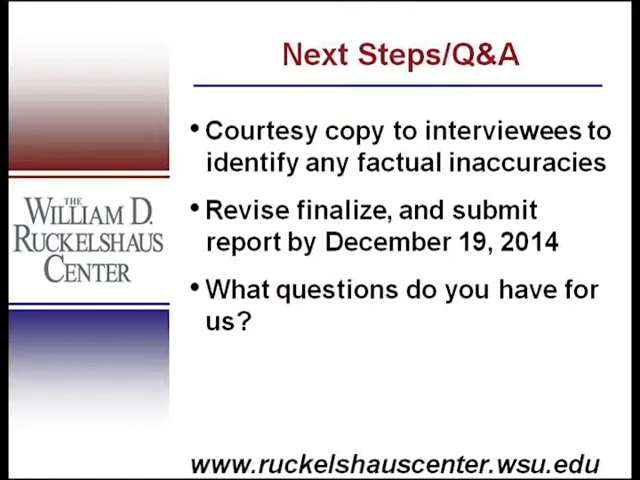 Next Steps/Q&A
• Courtesy copy to interviewees to
identify any factual inaccuracies
• Revise finalize, and submit
report by December 19, 2014
• What questions do you have for
us?
THE
WILLIAM D.
RUCKELSHAUS
CENTER
www.ruckelshauscenter.wsu.edu